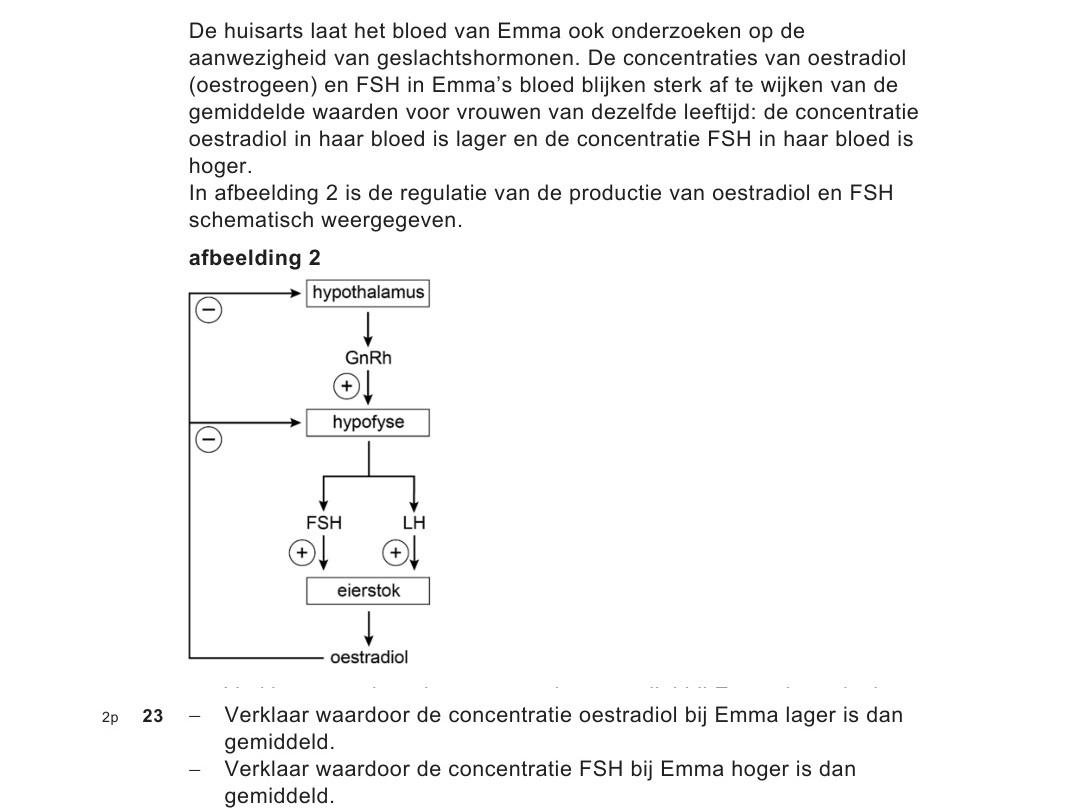 De huisarts laat het bloed van Emma ook onderzoeken op de
aanwezigheid van geslachtshormonen. De concentraties van oestradiol
(oestrogeen) en FSH in Emma's bloed blijken sterk af te wijken van de
gemiddelde waarden voor vrouwen van dezelfde leeftijd: de concentratie
oestradiol in haar bloed is lager en de concentratie FSH in haar bloed is
hoger.
In afbeelding 2 is de regulatie van de productie van oestradiol en FSH
schematisch weergegeven.
afbeelding 2
hypothalamus
−
GnRh
+
hypofyse
−
FSH LH
+ +
eierstok
oestradiol
2p 23 – Verklaar waardoor de concentratie oestradiol bij Emma lager is dan
gemiddeld.
– Verklaar waardoor de concentratie FSH bij Emma hoger is dan
gemiddeld.